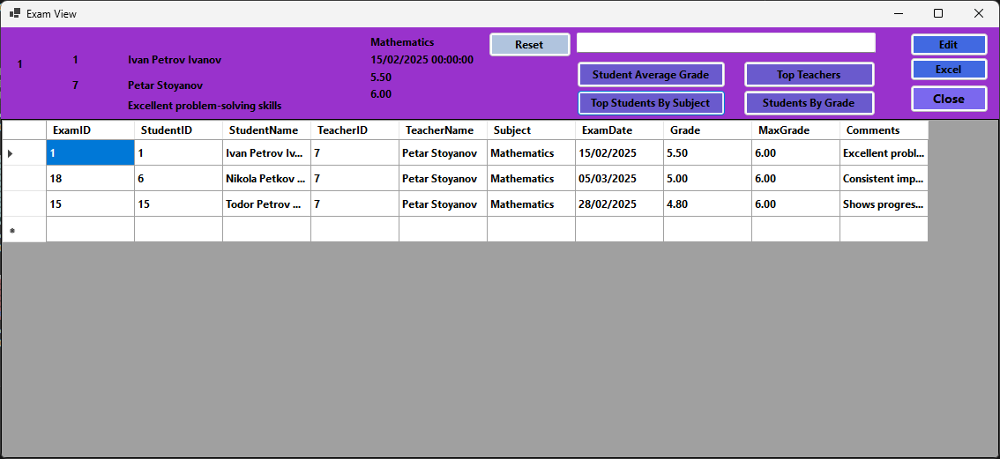 Exam View
1
1
Ivan Petrov Ivanov
7
Petar Stoyanov
Excellent problem-solving skills
Mathematics
15/02/2025 00:00:00
5.50
6.00
Reset
Student Average Grade
Top Teachers
Top Students By Subject
Students By Grade
Edit
Excel
Close
ExamID StudentID StudentName TeacherID TeacherName Subject ExamDate Grade MaxGrade Comments
1 1 Ivan Petrov Iv... 7 Petar Stoyanov Mathematics 15/02/2025 5.50 6.00 Excellent probl...
18 6 Nikola Petkov ... 7 Petar Stoyanov Mathematics 05/03/2025 5.00 6.00 Consistent imp...
15 15 Todor Petrov ... 7 Petar Stoyanov Mathematics 28/02/2025 4.80 6.00 Shows progres...